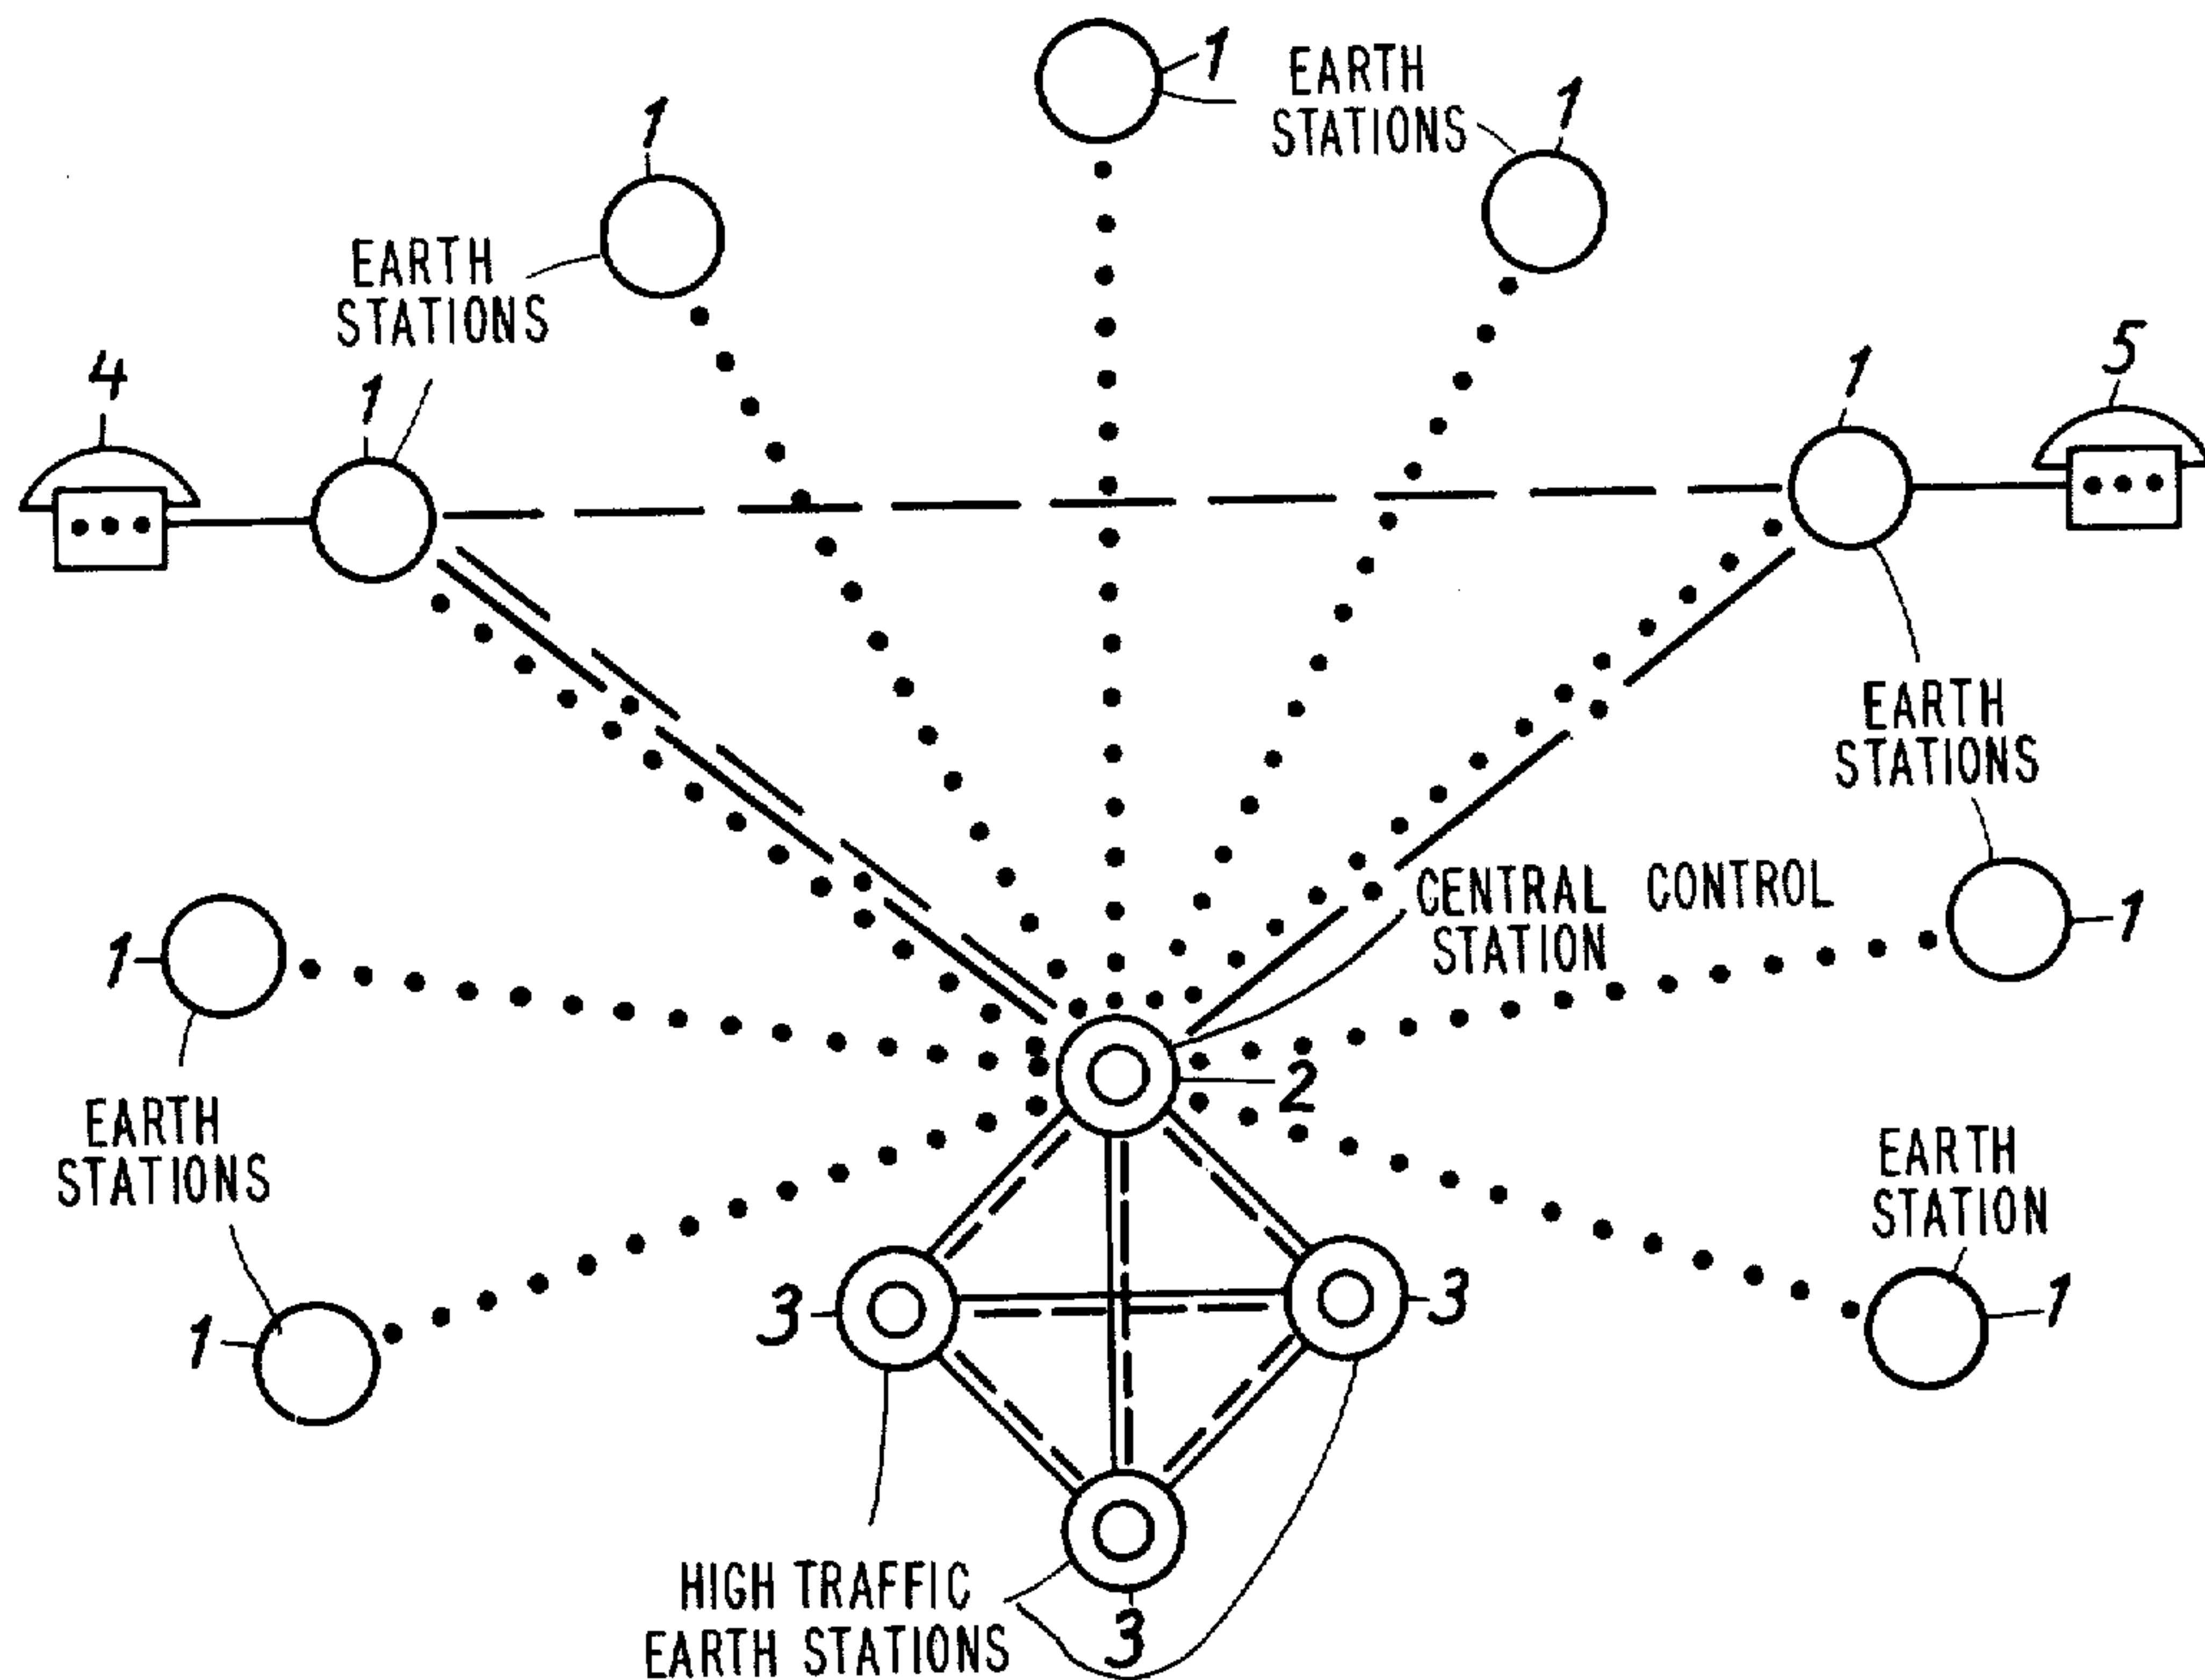 1
EARTH
STATIONS
1
1
EARTH
STATIONS
4
1
1
5
EARTH
STATIONS
CENTRAL CONTROL
STATION
1
1
2
EARTH
STATIONS
EARTH
STATION
3
3
1
1
HIGH TRAFFIC
EARTH STATIONS
3